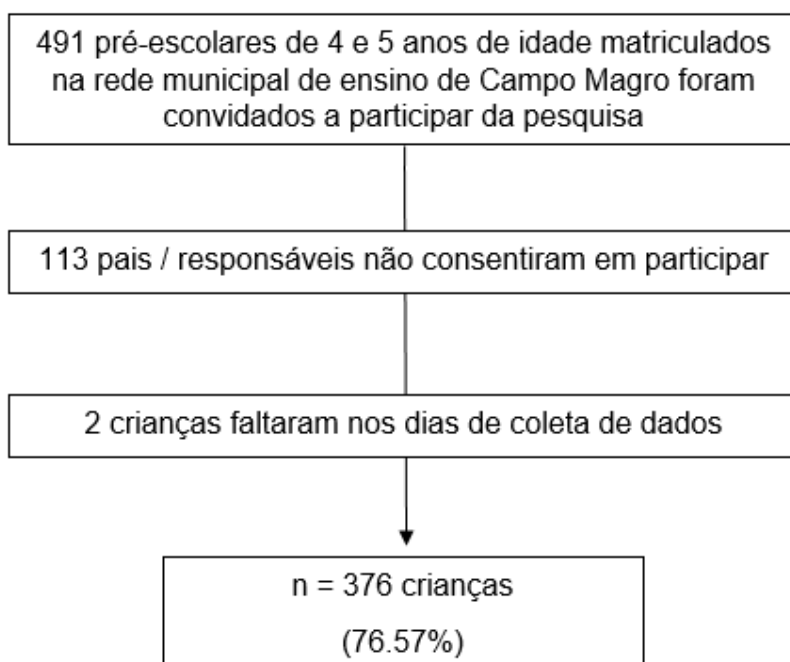 491 pré-escolares de 4 e 5 anos de idade matriculados
na rede municipal de ensino de Campo Magro foram
convidados a participar da pesquisa
113 pais / responsáveis não consentiram em participar
2 crianças faltaram nos dias de coleta de dados
n = 376 crianças
(76.57%)